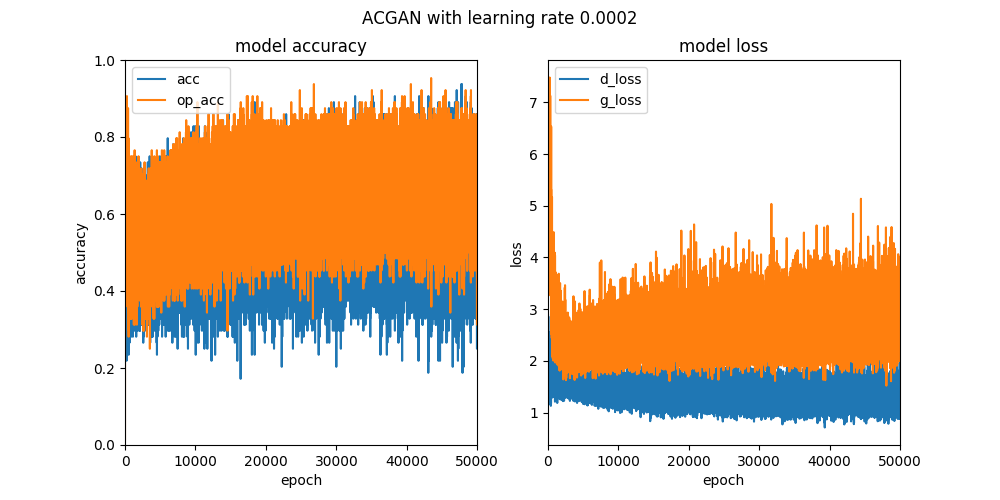 ACGAN with learning rate 0.0002
model accuracy
acc
op_acc
accuracy
1.0
0.8
0.6
0.4
0.2
0.0
0 10000 20000 30000 40000 50000
epoch
model loss
d_loss
g_loss
loss
7
6
5
4
3
2
1
0 10000 20000 30000 40000 50000
epoch